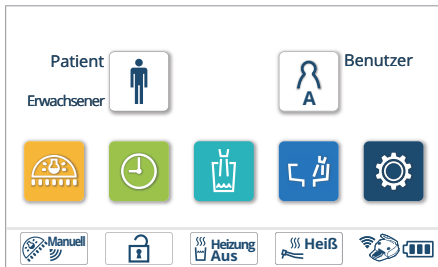 Patient
Erwachsener
A
Benutzer
Manuell
Heizung
Aus
Heiß